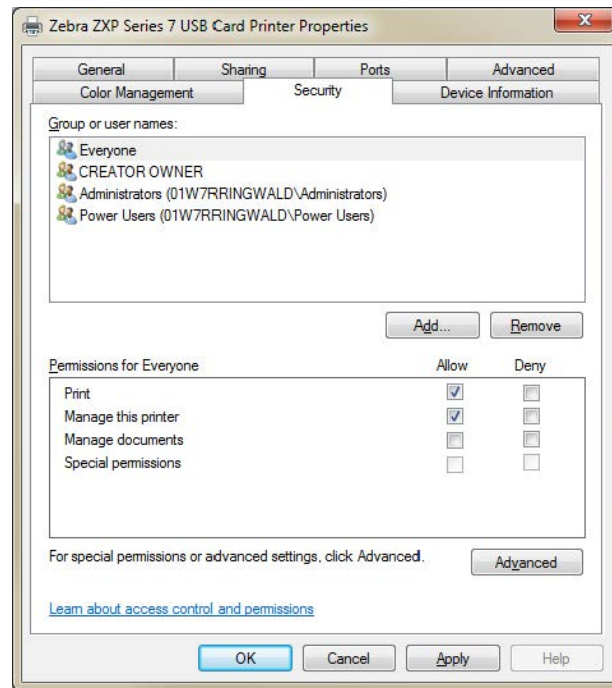 Zebra ZXP Series 7 USB Card Printer Properties
General Sharing Ports Advanced
Color Management Security Device Information
Group or user names:
Everyone
CREATOR OWNER
Administrators (01W7RRINGWALD\Administrators)
Power Users (01W7RRINGWALD\Power Users)
Add... Remove
Permissions for Everyone Allow Deny
Print
Manage this printer
Manage documents
Special permissions
For special permissions or advanced settings, click Advanced.
Advanced
Learn about access control and permissions
OK Cancel Apply Help